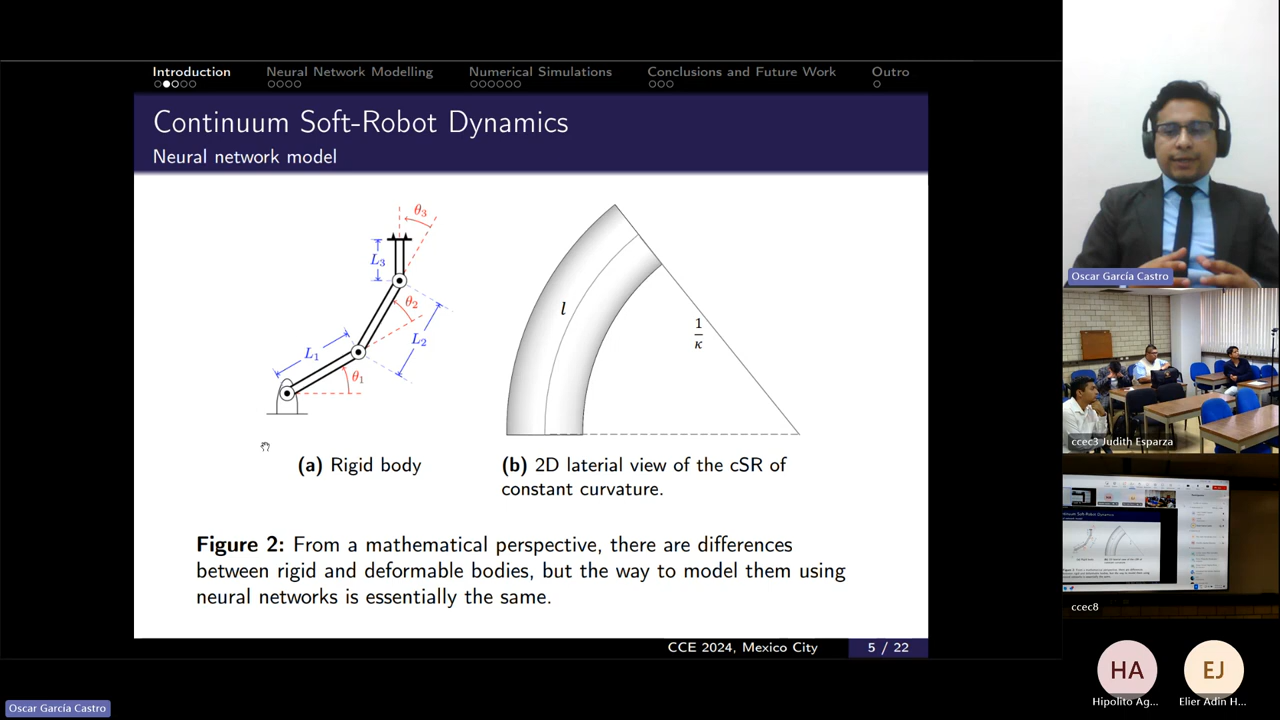 Introduction
Neural Network Modelling
Numerical Simulations
Conclusions and Future Work
Outro
Continuum Soft-Robot Dynamics
Neural network model
θ3
L3
θ2
L2
L1
θ1
l
1
κ
(a) Rigid body
(b) 2D laterial view of the cSR of
constant curvature.
Figure 2: From a mathematical perspective, there are differences
between rigid and deformable bodies, but the way to model them using
neural networks is essentially the same.
CCE 2024, Mexico City
5 / 22
Oscar García Castro
Oscar García Castro
ccec3 Judith Esparza
ccec8
HA
Hipolito Ag...
EJ
Elier Adin H...